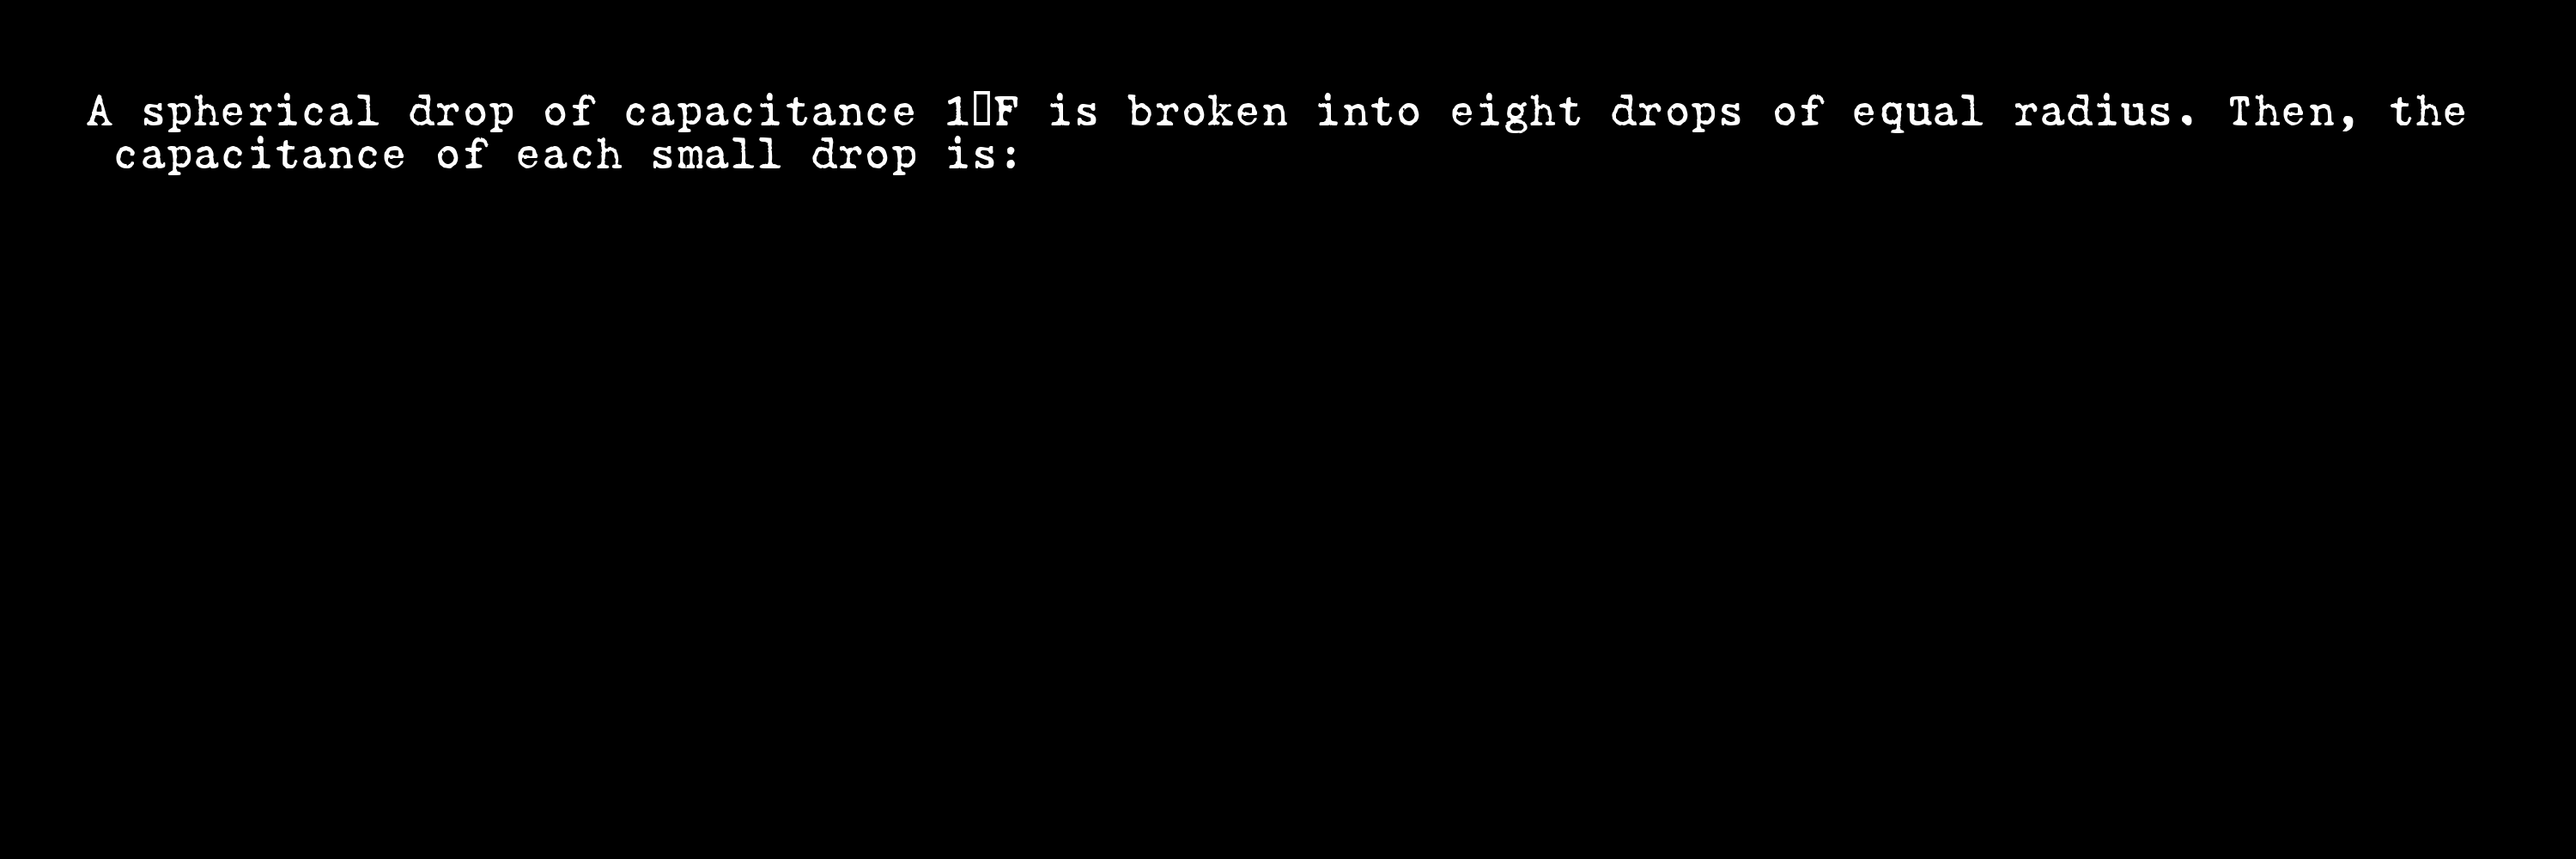 A spherical drop of capacitance 1▯F is broken into eight drops of equal radius. Then, the
capacitance of each small drop is: